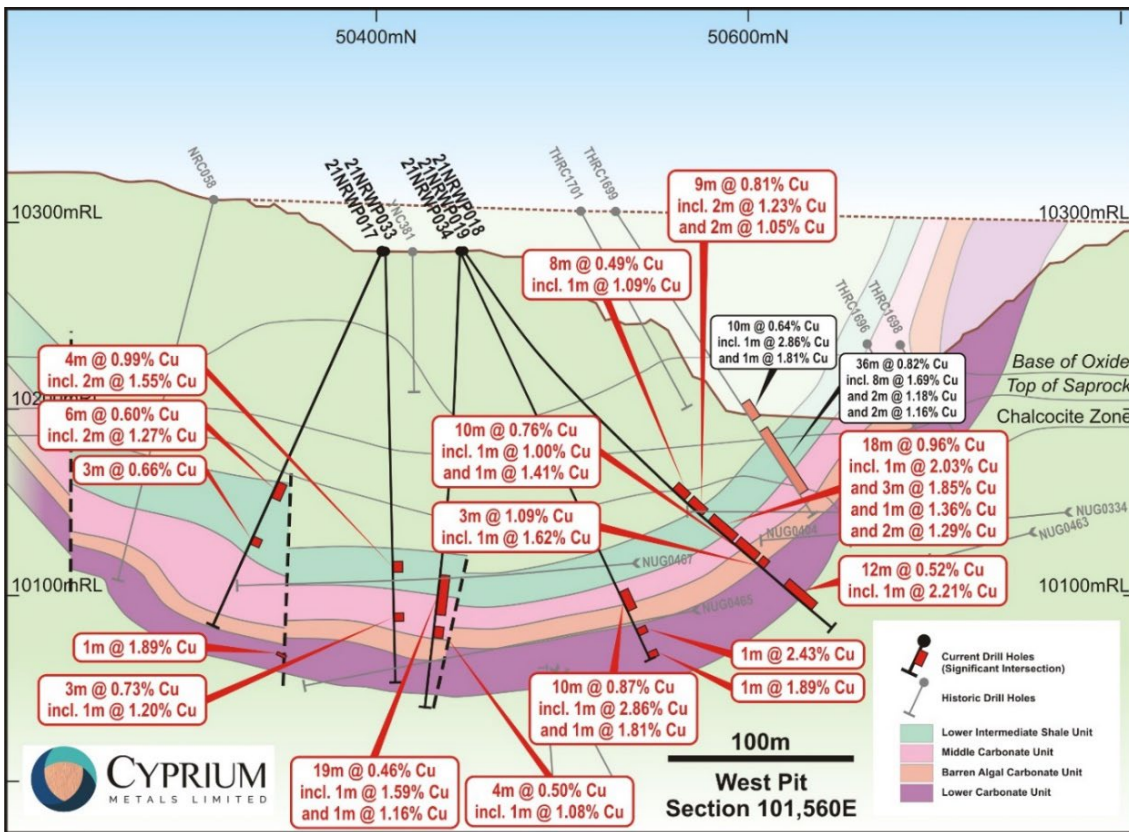 50400mN
50600mN
NRC058
21NRWP017
21NRWP033
YNC381
21NRWP034
21NRWP019
21NRWP018
THRC1701
THRC1699
10300mRL
10300mRL
9m @ 0.81% Cu
incl. 2m @ 1.23% Cu
and 2m @ 1.05% Cu
8m @ 0.49% Cu
incl. 1m @ 1.09% Cu
THRC1696
THRC1698
10m @ 0.64% Cu
incl. 1m @ 2.86% Cu
and 1m @ 1.81% Cu
4m @ 0.99% Cu
incl. 2m @ 1.55% Cu
36m @ 0.82% Cu
incl. 8m @ 1.69% Cu
and 2m @ 1.18% Cu
and 2m @ 1.16% Cu
Base of Oxide
Top of Saprock
Chalcocite Zone
10200mRL
6m @ 0.60% Cu
incl. 2m @ 1.27% Cu
3m @ 0.66% Cu
10m @ 0.76% Cu
incl. 1m @ 1.00% Cu
and 1m @ 1.41% Cu
18m @ 0.96% Cu
incl. 1m @ 2.03% Cu
and 3m @ 1.85% Cu
and 1m @ 1.36% Cu
and 2m @ 1.29% Cu
3m @ 1.09% Cu
incl. 1m @ 1.62% Cu
NUG0404
NUG0334
NUG0463
NUG0467
10100mRL
10100mRL
12m @ 0.52% Cu
incl. 1m @ 2.21% Cu
NUG0465
1m @ 1.89% Cu
3m @ 0.73% Cu
incl. 1m @ 1.20% Cu
1m @ 2.43% Cu
1m @ 1.89% Cu
10m @ 0.87% Cu
incl. 1m @ 2.86% Cu
and 1m @ 1.81% Cu
19m @ 0.46% Cu
incl. 1m @ 1.59% Cu
and 1m @ 1.16% Cu
4m @ 0.50% Cu
incl. 1m @ 1.08% Cu
100m
West Pit
Section 101,560E
Current Drill Holes
(Significant Intersection)
Historic Drill Holes
Lower Intermediate Shale Unit
Middle Carbonate Unit
Barren Algal Carbonate Unit
Lower Carbonate Unit
CYPRIUM
METALS LIMITED